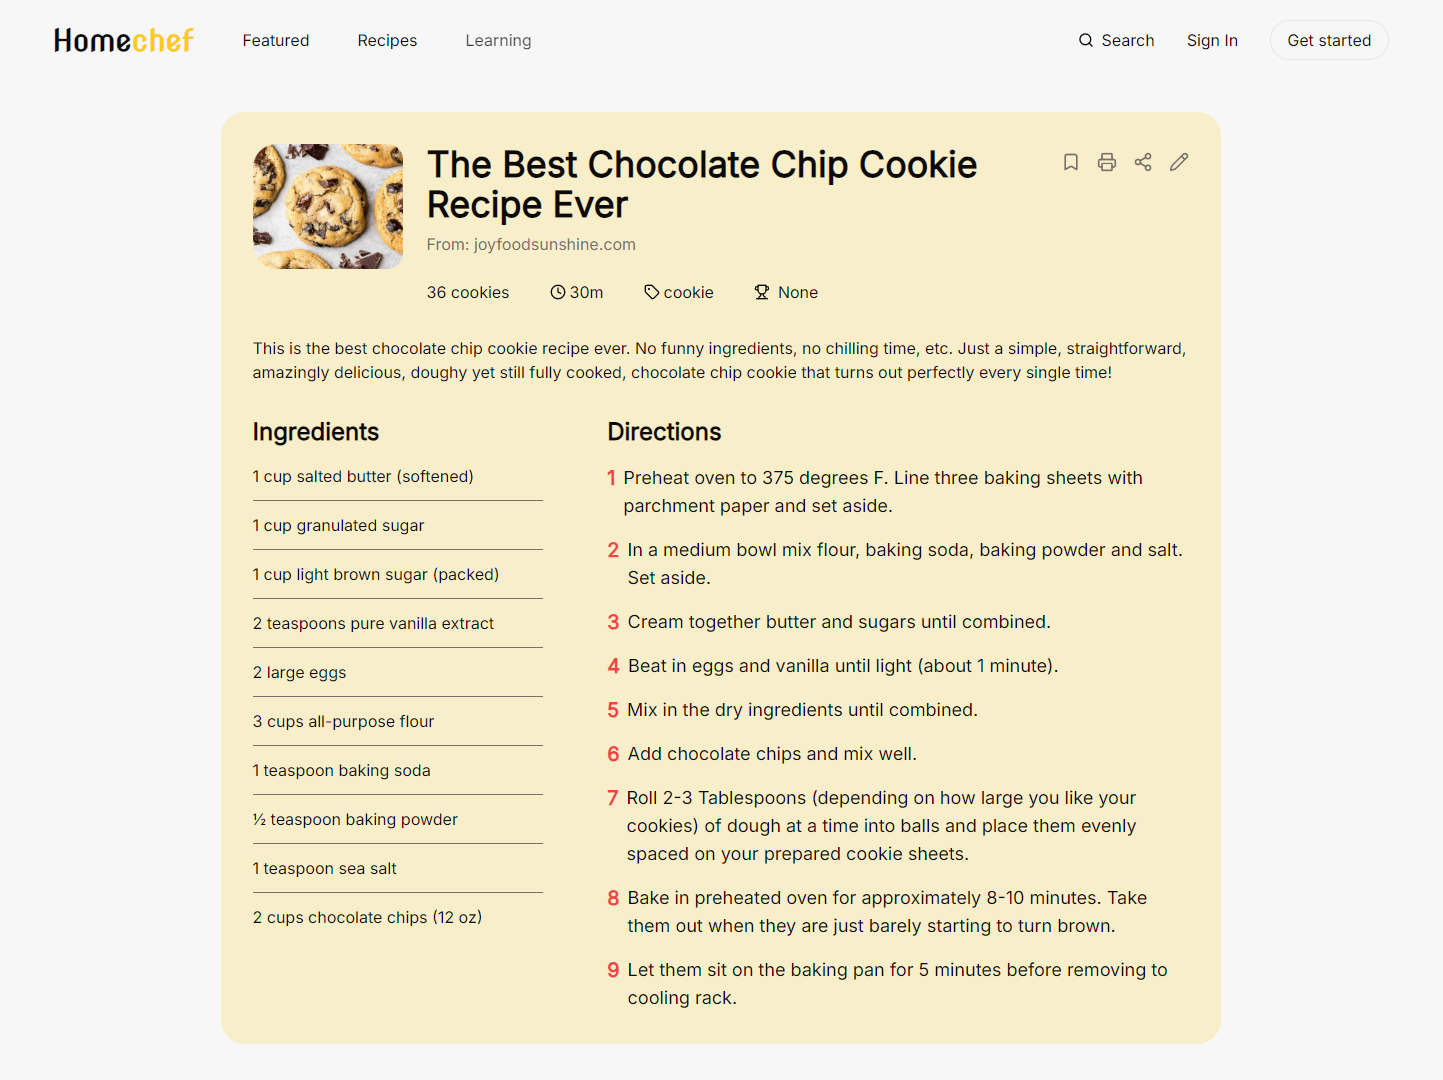 Homechef Featured Recipes Learning Search Sign In Get started
The Best Chocolate Chip Cookie
Recipe Ever
From: joyfoodsunshine.com
36 cookies 30m cookie None
This is the best chocolate chip cookie recipe ever. No funny ingredients, no chilling time, etc. Just a simple, straightforward,
amazingly delicious, doughy yet still fully cooked, chocolate chip cookie that turns out perfectly every single time!
Ingredients
1 cup salted butter (softened)
1 cup granulated sugar
1 cup light brown sugar (packed)
2 teaspoons pure vanilla extract
2 large eggs
3 cups all-purpose flour
1 teaspoon baking soda
½ teaspoon baking powder
1 teaspoon sea salt
2 cups chocolate chips (12 oz)
Directions
1 Preheat oven to 375 degrees F. Line three baking sheets with
parchment paper and set aside.
2 In a medium bowl mix flour, baking soda, baking powder and salt.
Set aside.
3 Cream together butter and sugars until combined.
4 Beat in eggs and vanilla until light (about 1 minute).
5 Mix in the dry ingredients until combined.
6 Add chocolate chips and mix well.
7 Roll 2-3 Tablespoons (depending on how large you like your
cookies) of dough at a time into balls and place them evenly
spaced on your prepared cookie sheets.
8 Bake in preheated oven for approximately 8-10 minutes. Take
them out when they are just barely starting to turn brown.
9 Let them sit on the baking pan for 5 minutes before removing to
cooling rack.